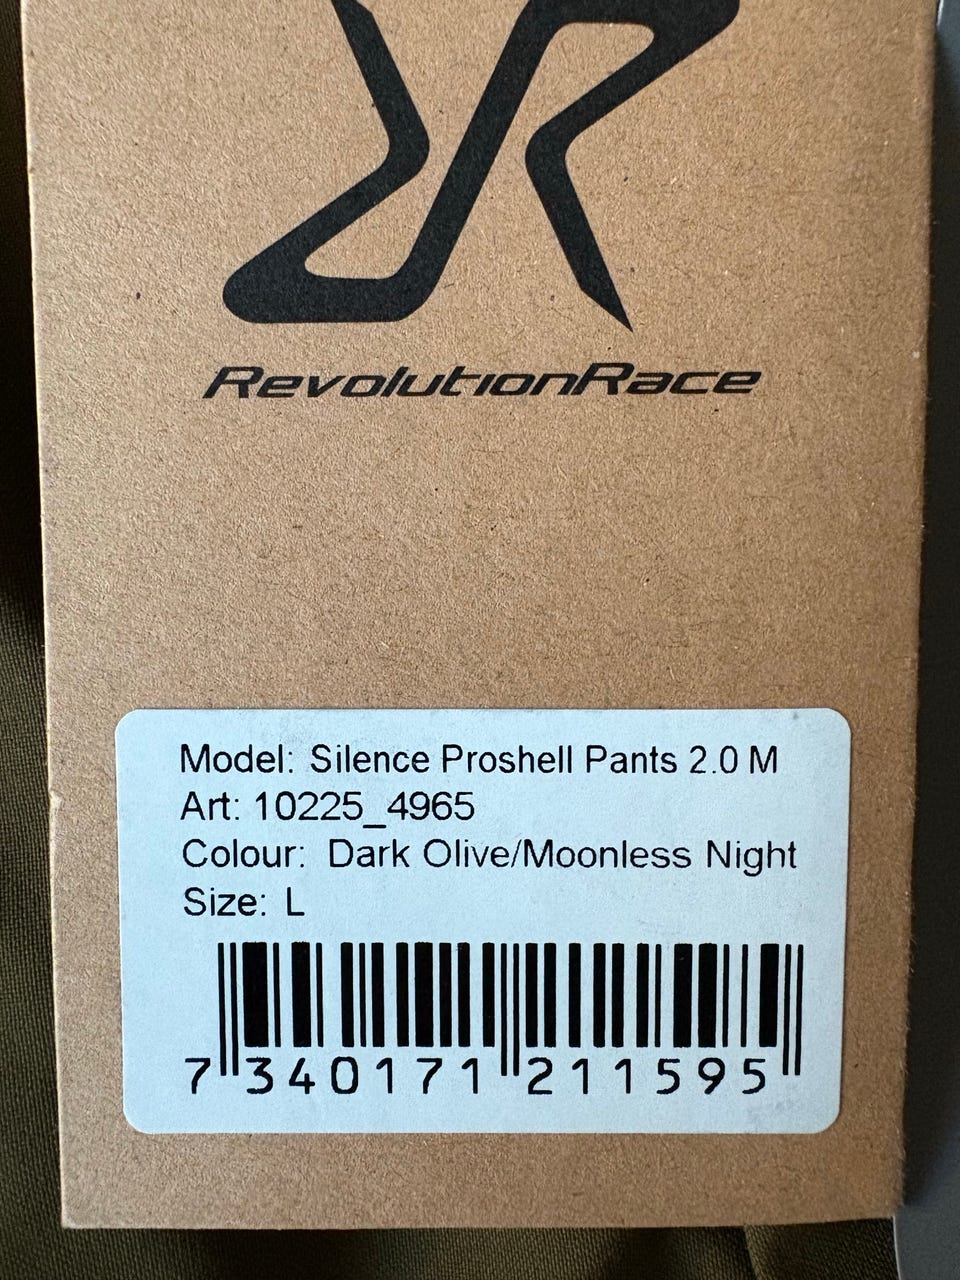 RevolutionRace
Model: Silence Proshell Pants 2.0 M
Art: 10225_4965
Colour: Dark Olive/Moonless Night
Size: L
7 340171 211595